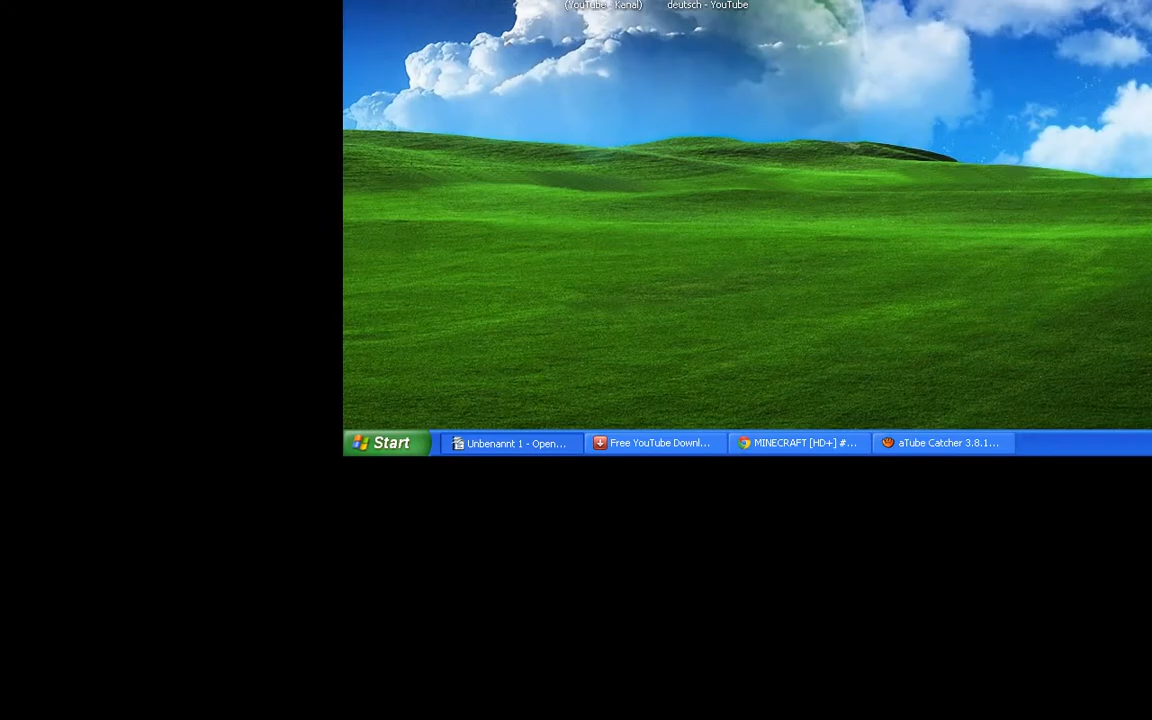 (YouTube - Kanal)
deutsch - YouTube
Start
Unbenannt 1 - Open...
Free YouTube Downl...
MINECRAFT [HD+] #...
aTube Catcher 3.8.1...